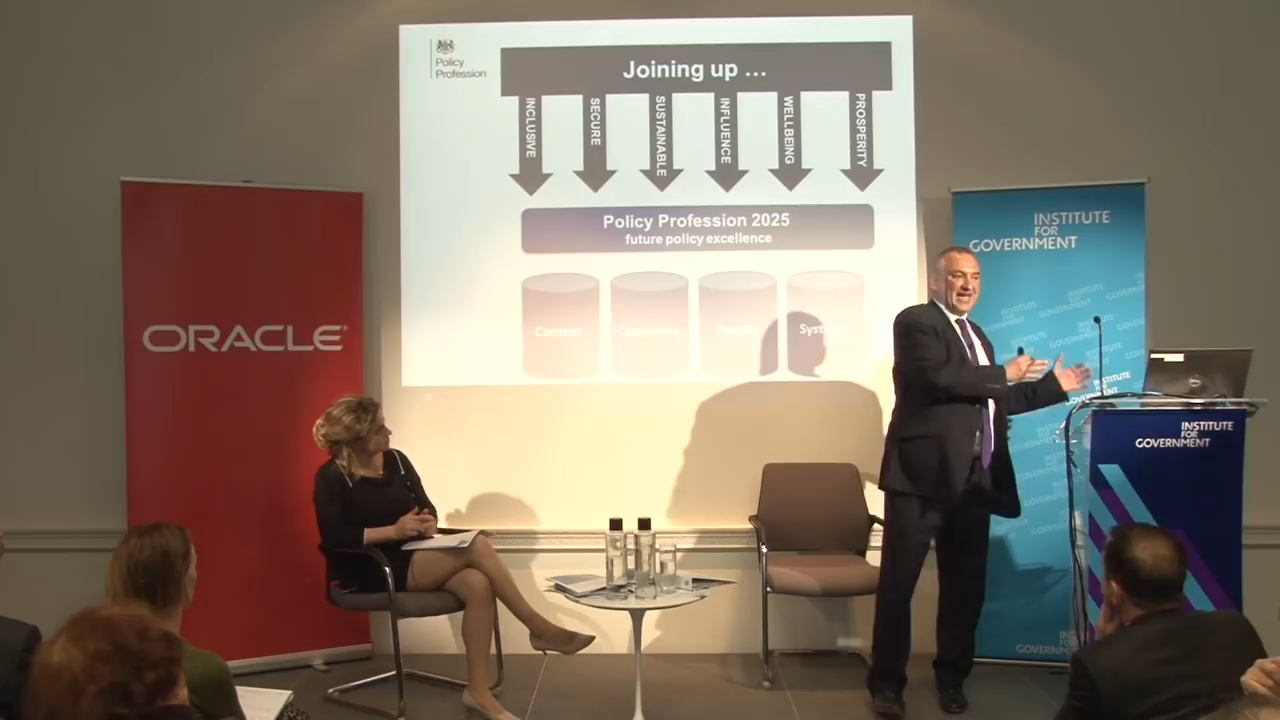 Policy
Profession
Joining up ...
INCLUSIVE
SECURE
SUSTAINABLE
INFLUENCE
WELLBEING
PROSPERITY
Policy Profession 2025
future policy excellence
Context
ORACLE
INSTITUTE
FOR
GOVERNMENT
INSTITUTE
FOR
GOVERNMENT